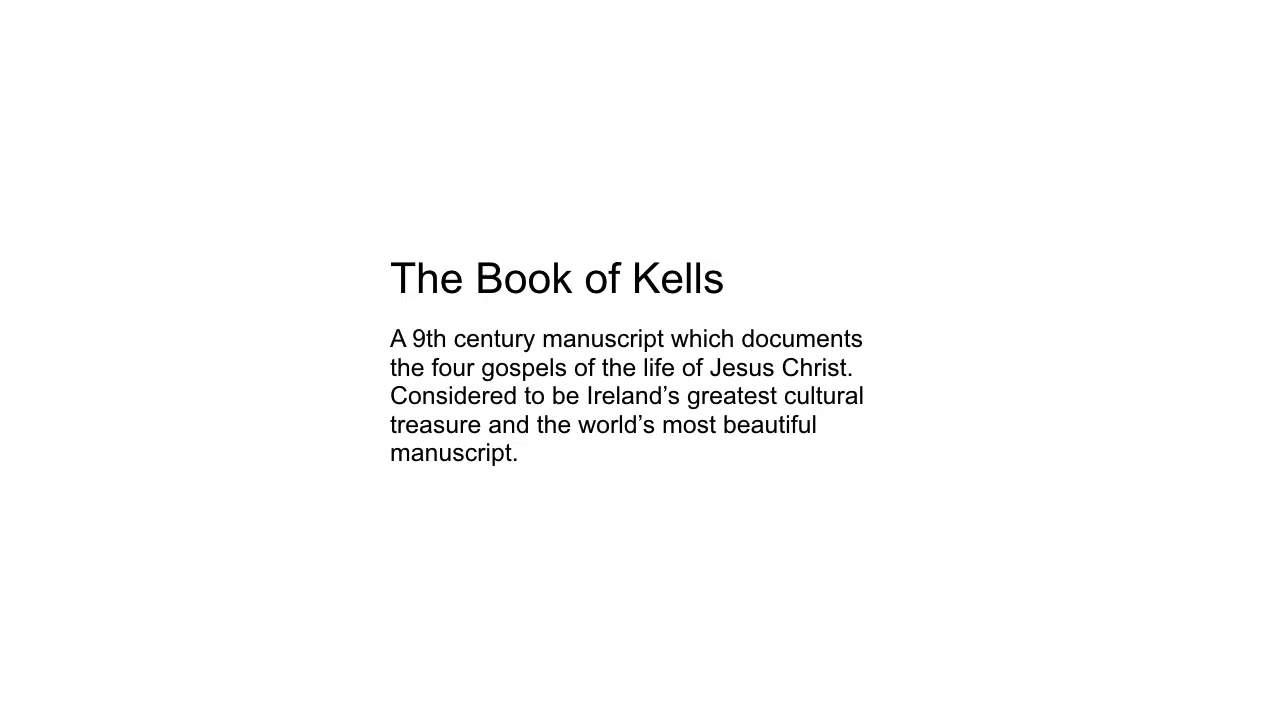 The Book of Kells
A 9th century manuscript which documents
the four gospels of the life of Jesus Christ.
Considered to be Ireland’s greatest cultural
treasure and the world’s most beautiful
manuscript.